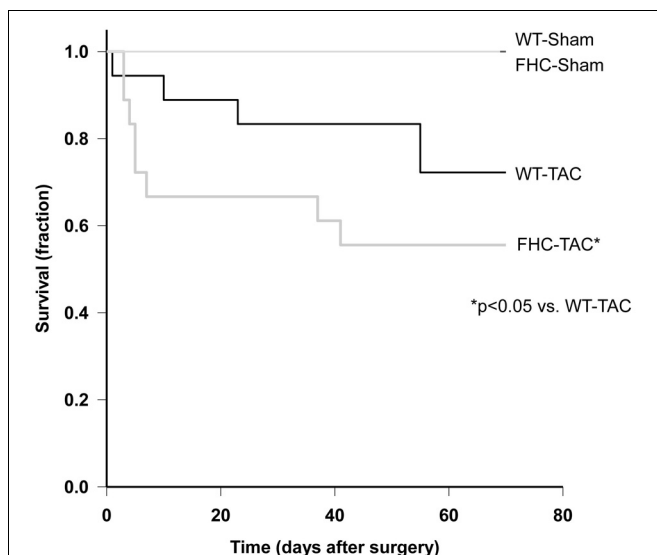 WT-Sham
FHC-Sham
WT-TAC
FHC-TAC*
*p<0.05 vs. WT-TAC
Survival (fraction)
1.0
0.8
0.6
0.4
0.2
0.0
0 20 40 60 80
Time (days after surgery)